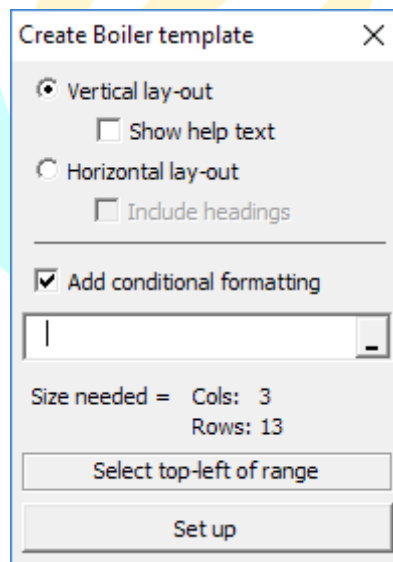 Create Boiler template
Vertical lay-out
Show help text
Horizontal lay-out
Include headings
Add conditional formatting
Size needed = Cols: 3
Rows: 13
Select top-left of range
Set up